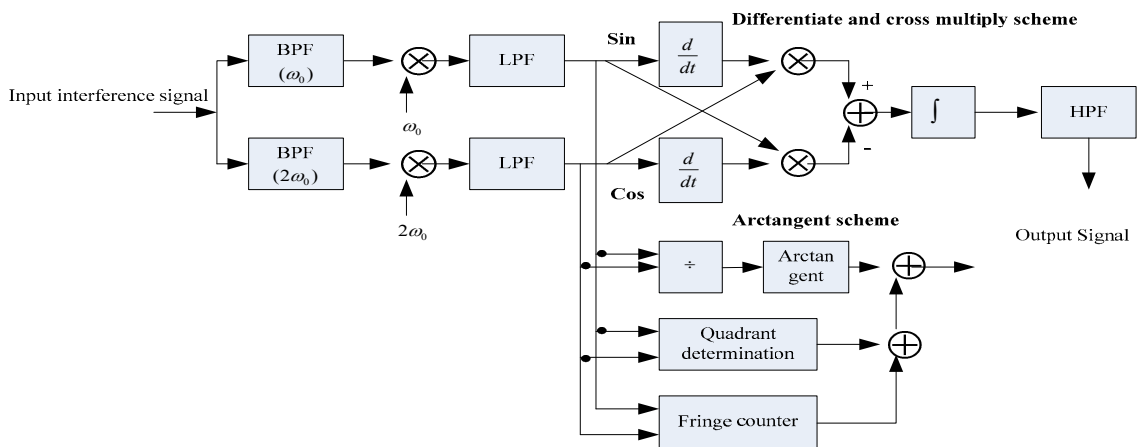 Differentiate and cross multiply scheme
Sin
BPF
(ω₀)
LPF
d
dt
+
Input interference signal
ω₀
∫
HPF
BPF
(2ω₀)
LPF
d
dt
-
2ω₀
Cos
Arctangent scheme
Output Signal
÷
Arctan
gent
Quadrant
determination
Fringe counter